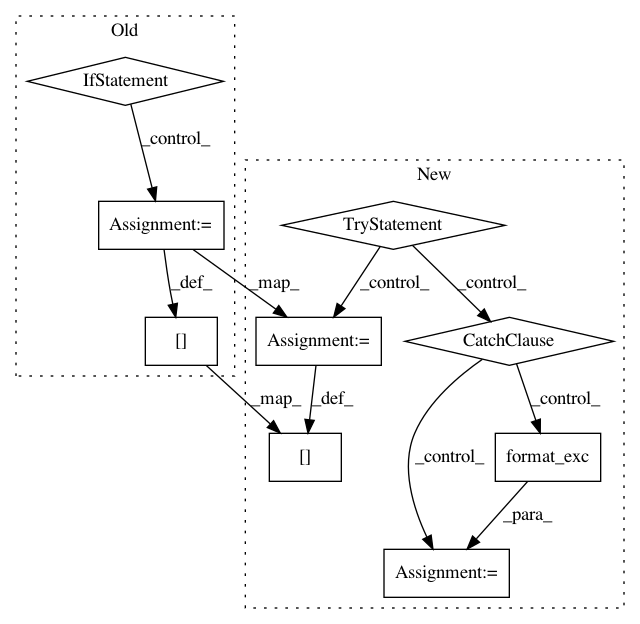 Old
IfStatement
_control_
New
Assignment:=
TryStatement
_def_
_map_
_control_
_control_
[]
Assignment:=
CatchClause
_map_
_def_
_control_
_control_
[]
format_exc
_para_
Assignment:=